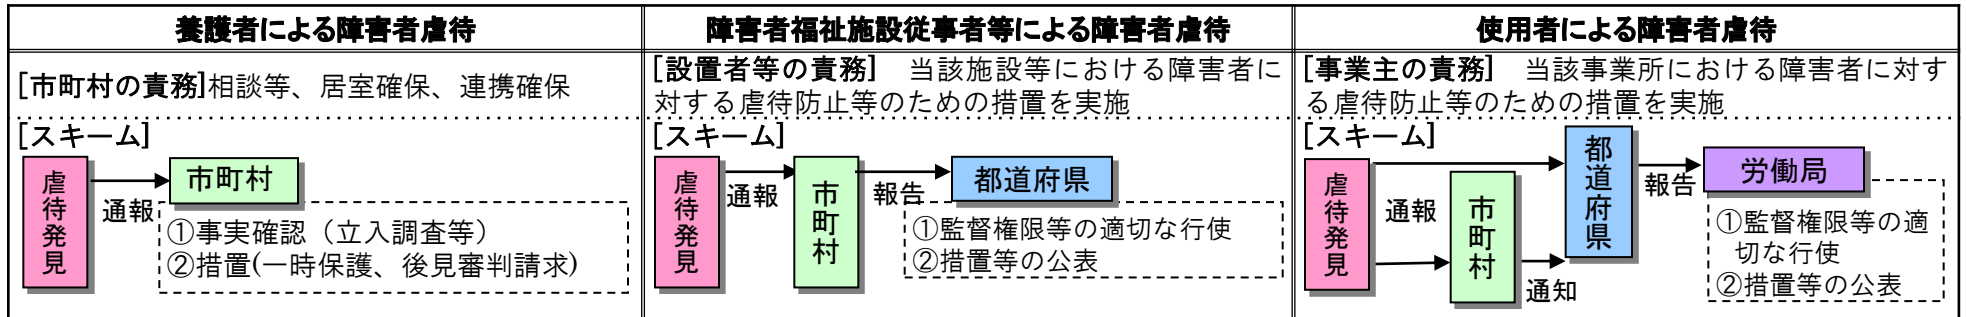 養護者による障害者虐待
[市町村の責務]相談等、居室確保、連携確保
[スキーム]
虐待発見
通報
市町村
①事実確認（立入調査等）
②措置(一時保護、後見審判請求)
障害者福祉施設従事者等による障害者虐待
[設置者等の責務]　当該施設等における障害者に
対する虐待防止等のための措置を実施
[スキーム]
虐待発見
通報
市町村
報告
都道府県
①監督権限等の適切な行使
②措置等の公表
使用者による障害者虐待
[事業主の責務]　当該事業所における障害者に対す
る虐待防止等のための措置を実施
[スキーム]
虐待発見
通報
市町村
通知
都道府県
報告
労働局
①監督権限等の適
切な行使
②措置等の公表